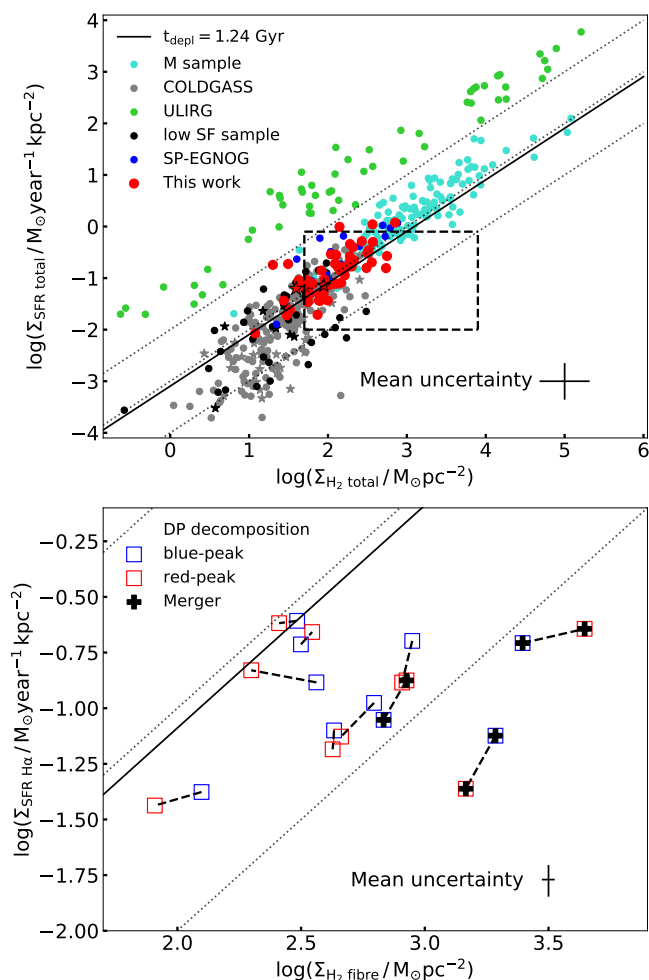 4
3
2
1
0
−1
−2
−3
−4
log(Σ_SFR total / M⊙year⁻¹ kpc⁻²)
t_depl = 1.24 Gyr
M sample
COLDGASS
ULIRG
low SF sample
SP-EGNOG
This work
Mean uncertainty
0 1 2 3 4 5 6
log(Σ_H₂ total / M⊙pc⁻²)
−0.25
−0.50
−0.75
−1.00
−1.25
−1.50
−1.75
−2.00
log(Σ_SFR Hα / M⊙year⁻¹ kpc⁻²)
DP decomposition
blue-peak
red-peak
Merger
Mean uncertainty
2.0 2.5 3.0 3.5
log(Σ_H₂ fibre / M⊙pc⁻²)